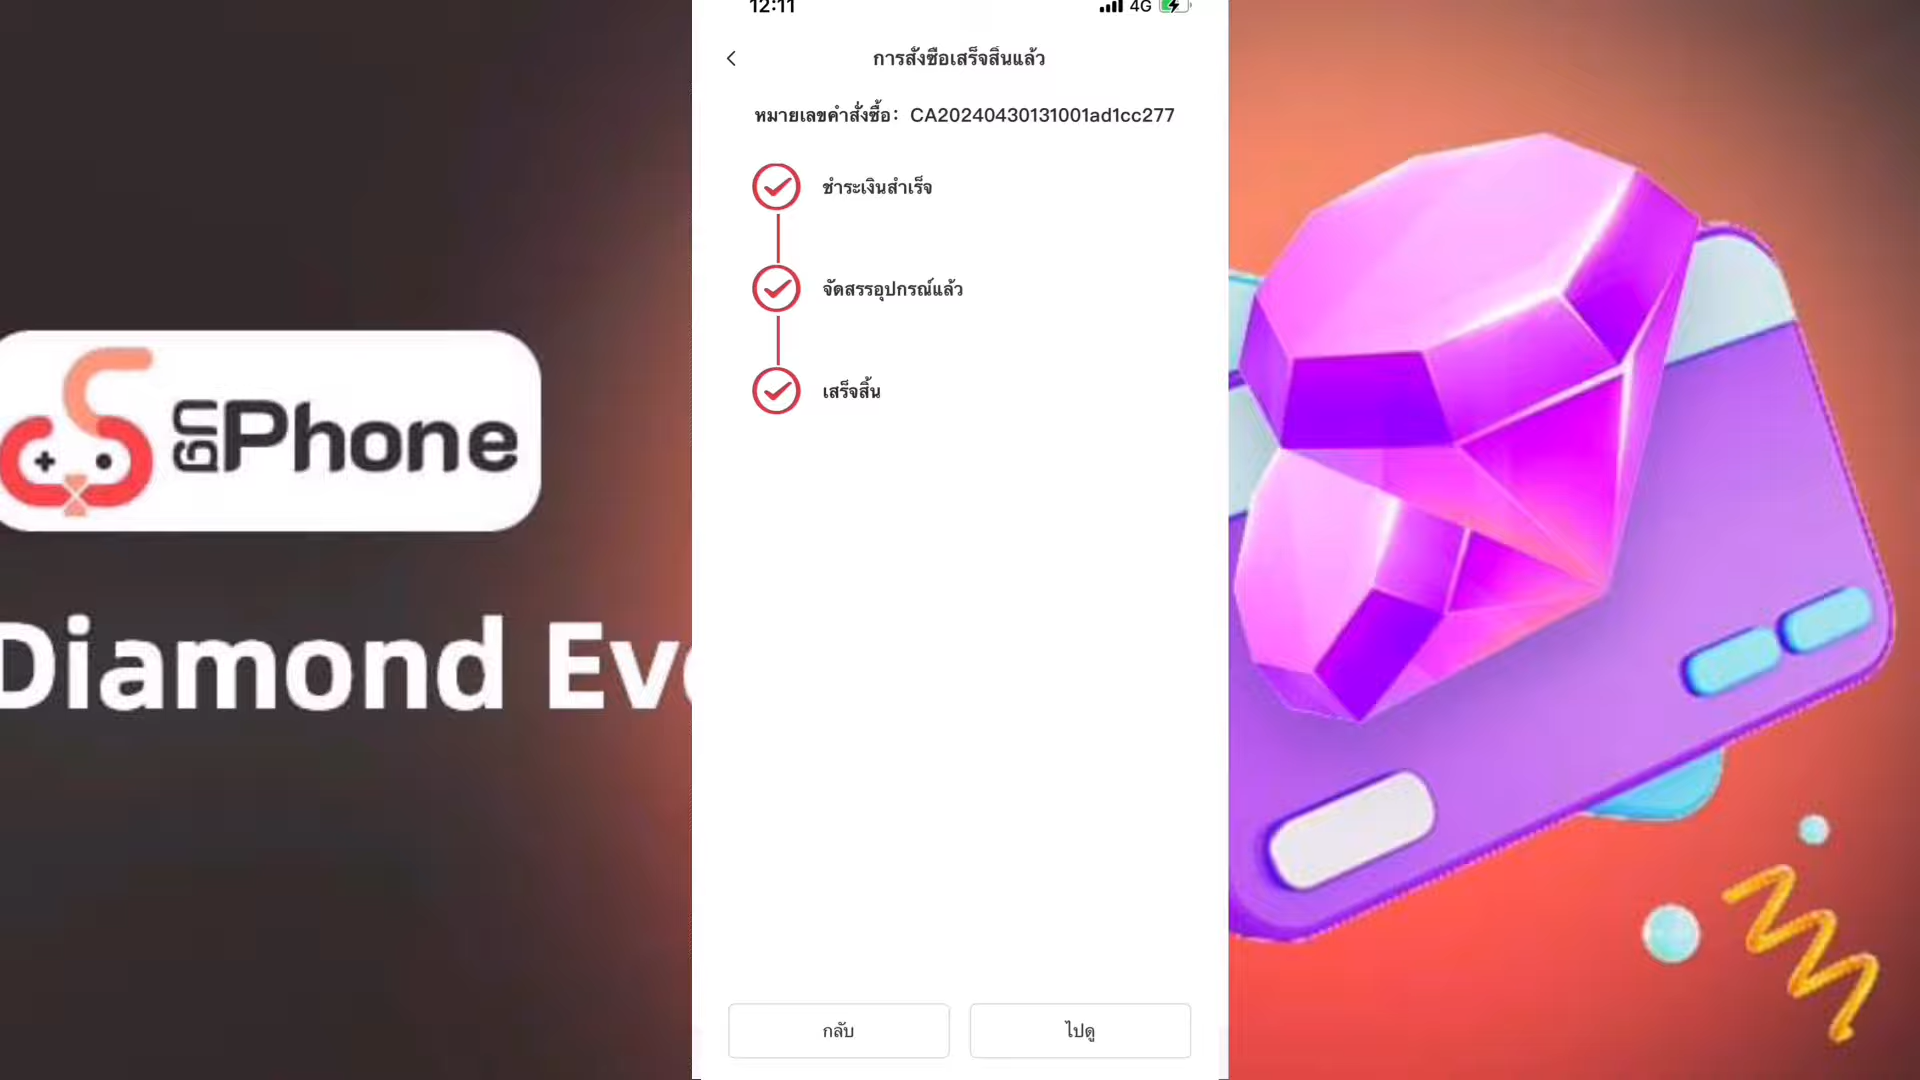 12:11
4G
การสั่งซื้อเสร็จสิ้นแล้ว
หมายเลขคำสั่งซื้อ: CA20240430131001ad1cc277
ชำระเงินสำเร็จ
จัดสรรอุปกรณ์แล้ว
เสร็จสิ้น
UgPhone
Diamond Eve
กลับ
ไปดู